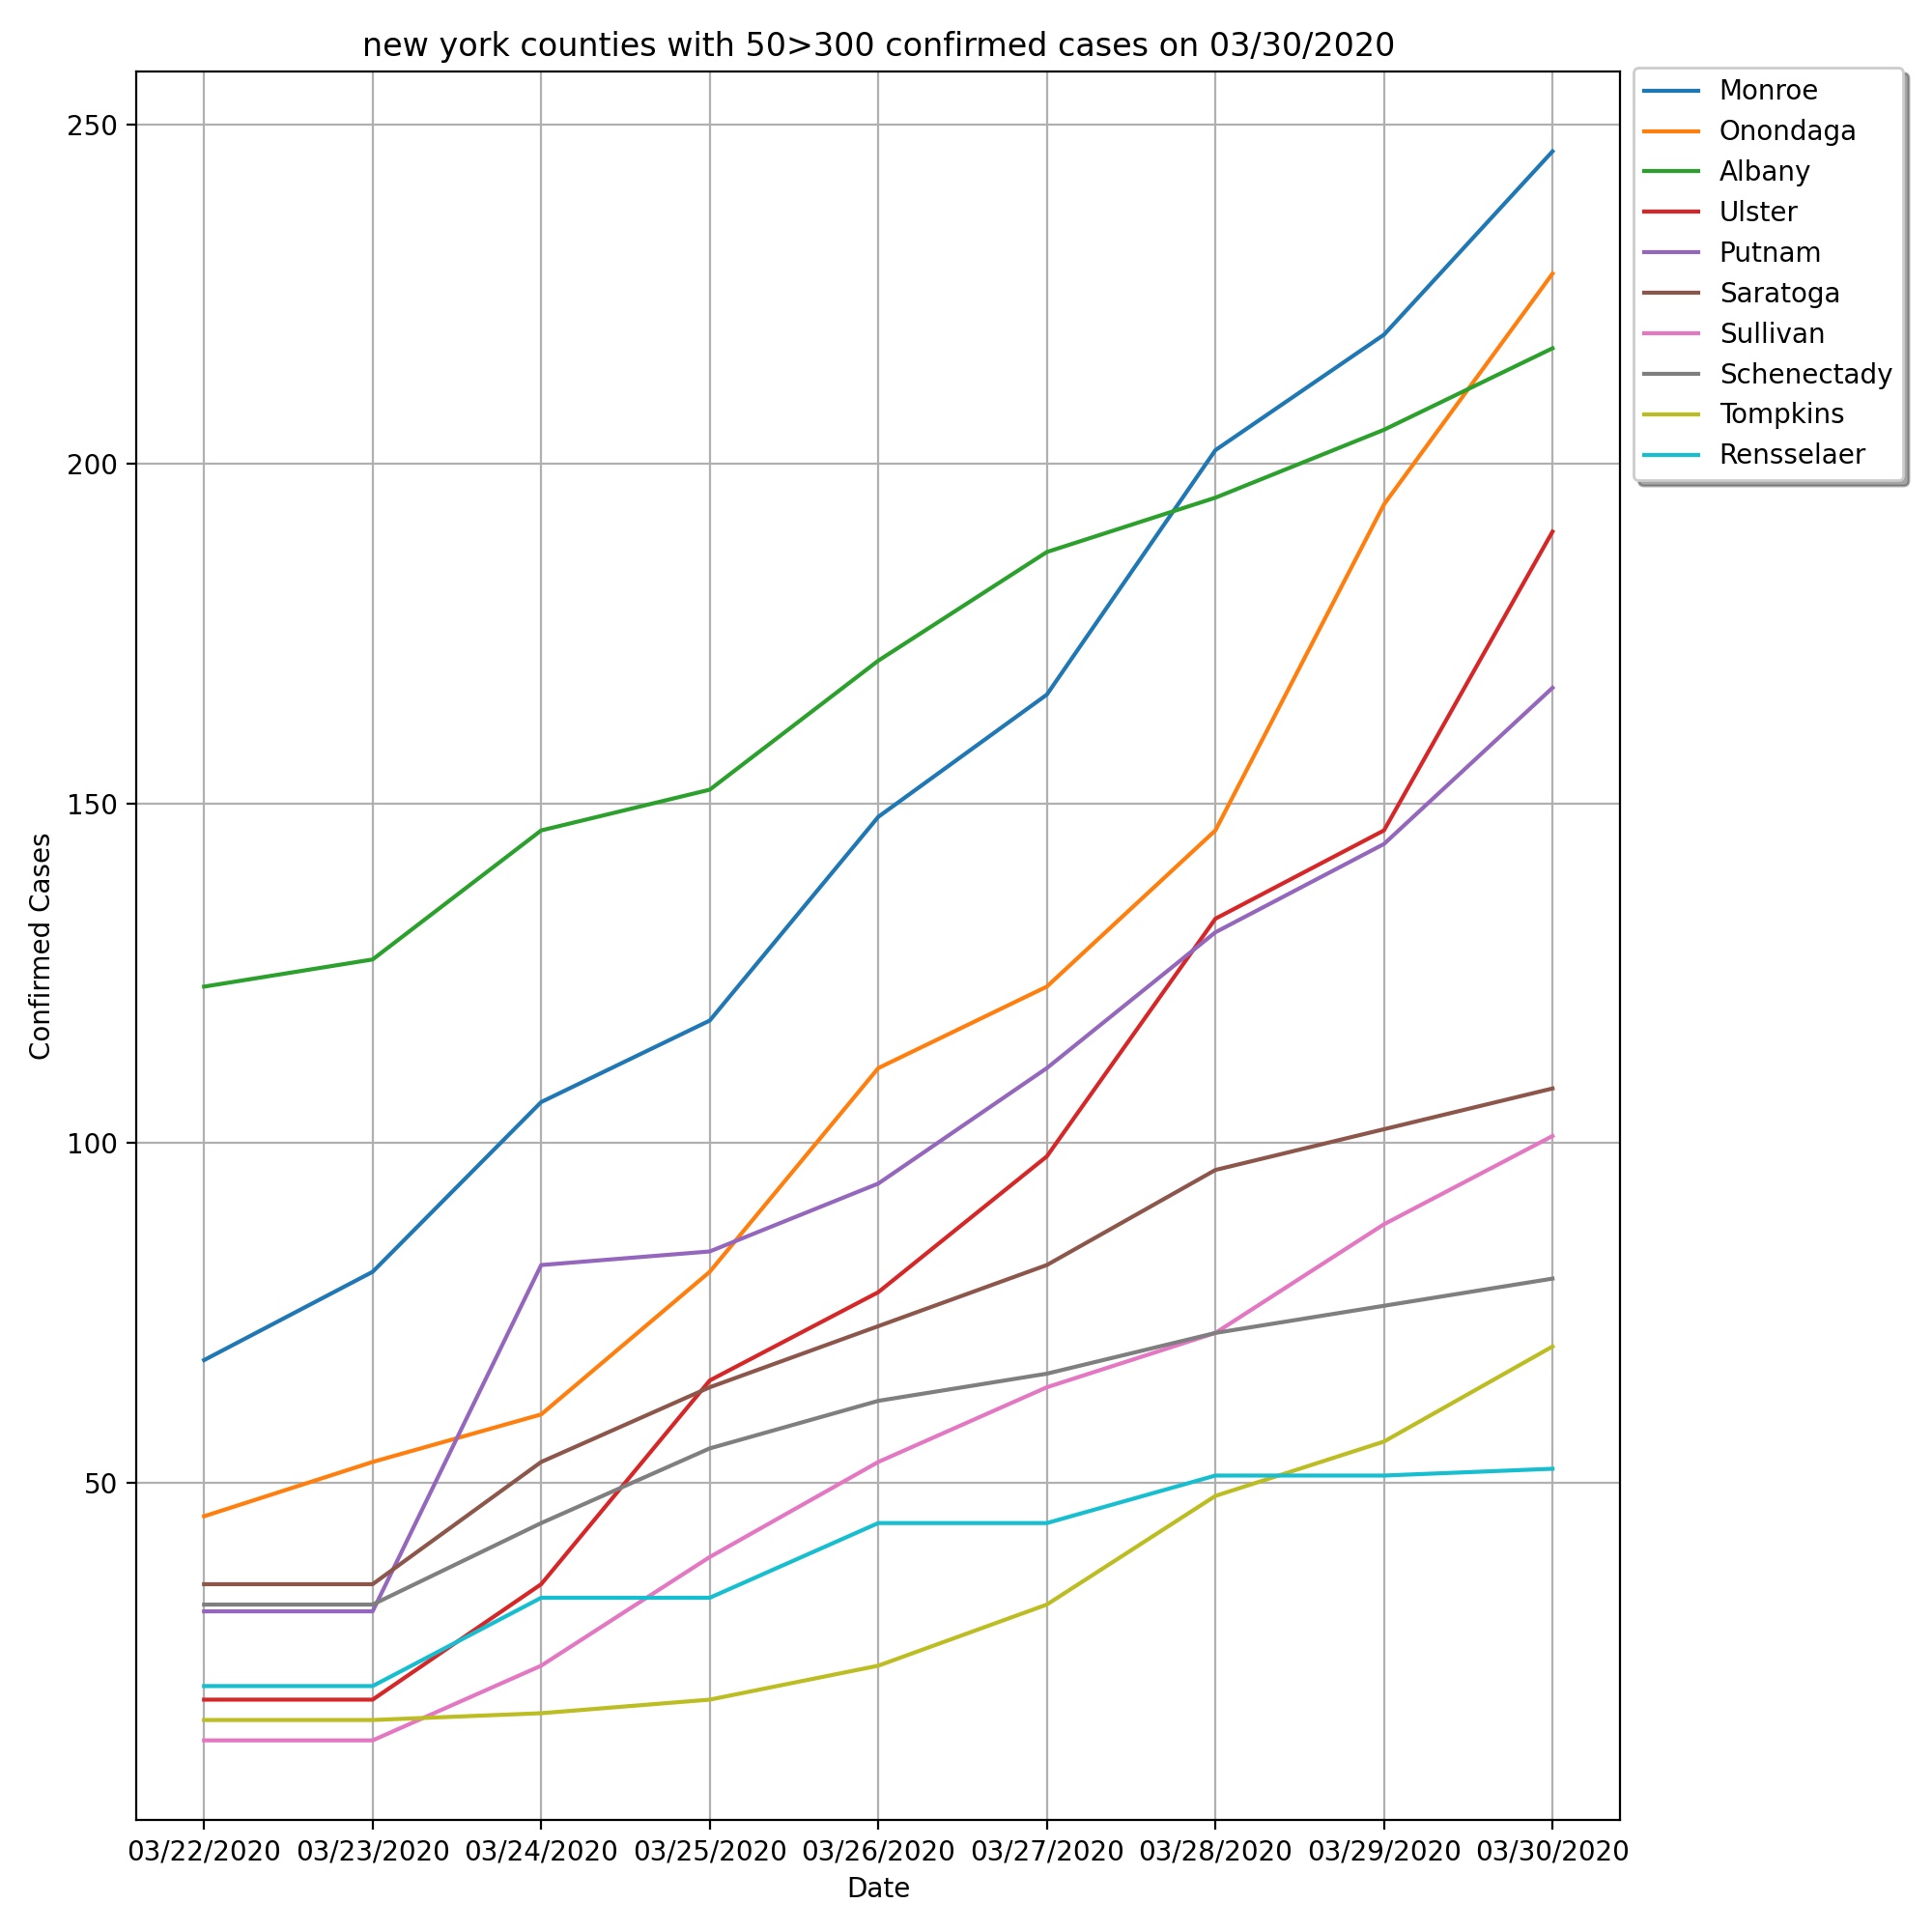 new york counties with 50>300 confirmed cases on 03/30/2020
Monroe
Onondaga
Albany
Ulster
Putnam
Saratoga
Sullivan
Schenectady
Tompkins
Rensselaer
250
200
150
100
50
Confirmed Cases
03/22/2020 03/23/2020 03/24/2020 03/25/2020 03/26/2020 03/27/2020 03/28/2020 03/29/2020 03/30/2020
Date